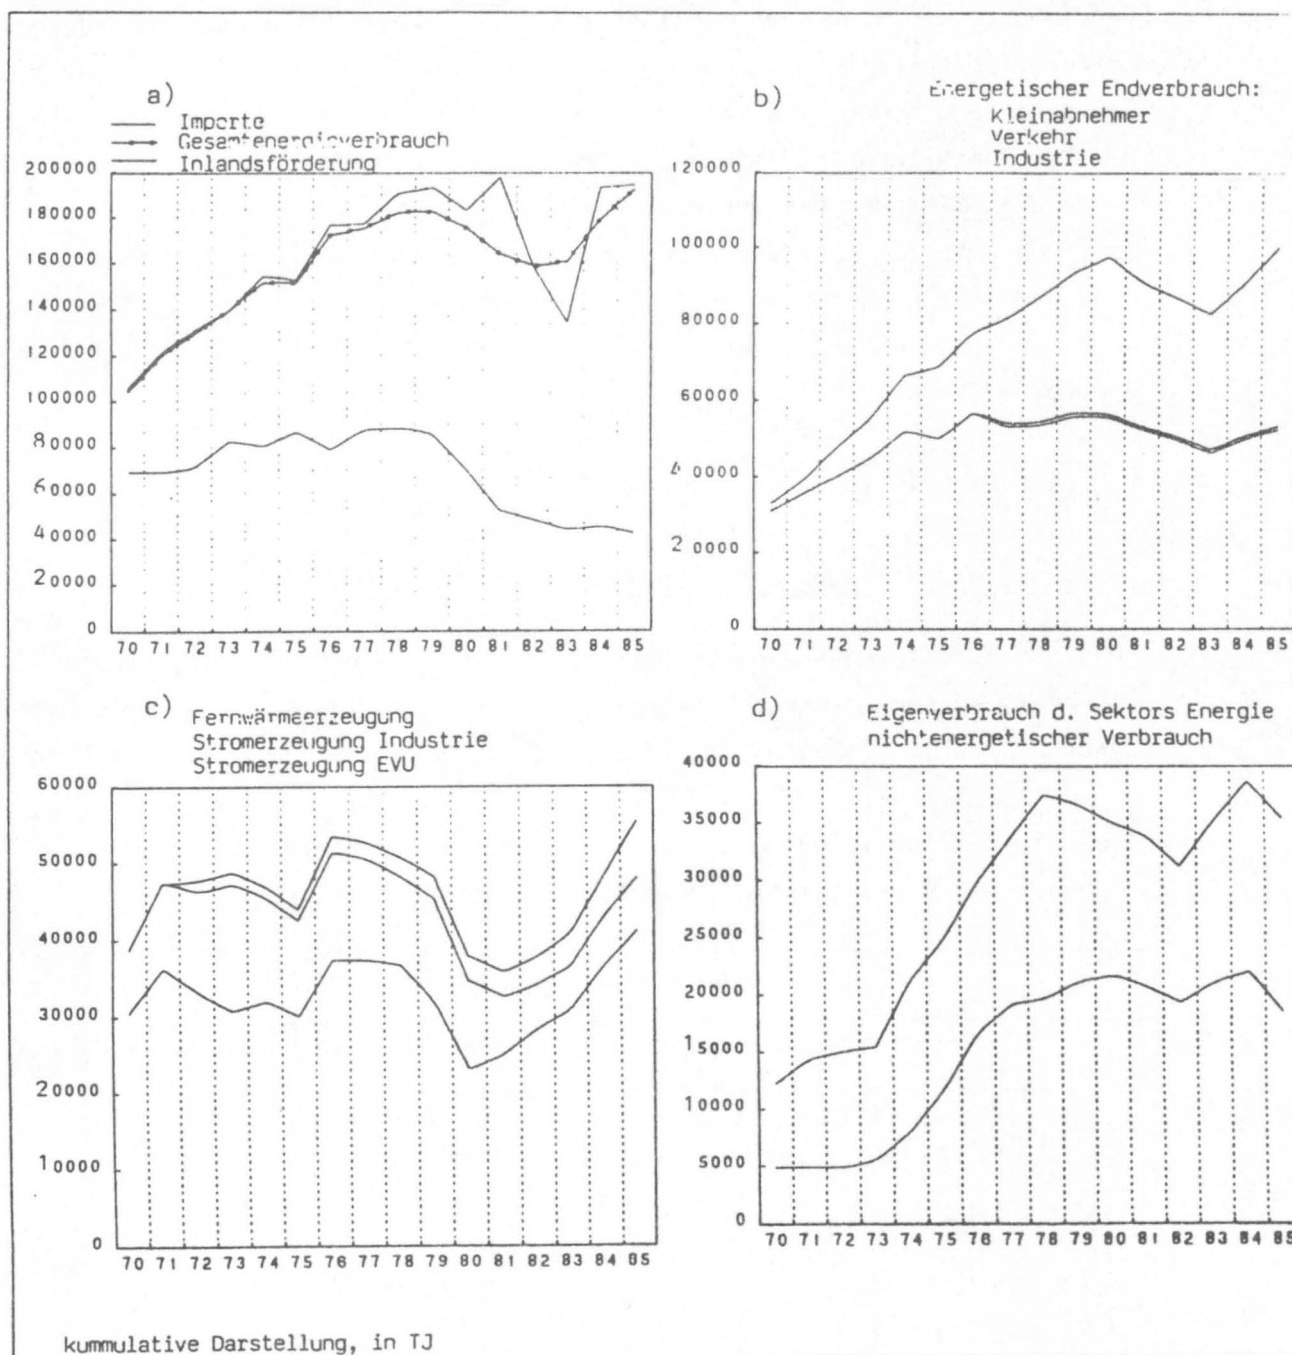 a)
Importe
Gesamtenergieverbrauch
Inlandsförderung
200000
180000
160000
140000
120000
100000
80000
60000
40000
20000
0
70 71 72 73 74 75 76 77 78 79 80 81 82 83 84 85
b)
Energetischer Endverbrauch:
Kleinabnehmer
Verkehr
Industrie
120000
100000
80000
60000
40000
20000
0
70 71 72 73 74 75 76 77 78 79 80 81 82 83 84 85
c)
Fernwärmeerzeugung
Stromerzeugung Industrie
Stromerzeugung EVU
60000
50000
40000
30000
20000
10000
0
70 71 72 73 74 75 76 77 78 79 80 81 82 83 84 85
d)
Eigenverbrauch d. Sektors Energie
nichtenergetischer Verbrauch
40000
35000
30000
25000
20000
15000
10000
5000
0
70 71 72 73 74 75 76 77 78 79 80 81 82 83 84 85
kummulative Darstellung, in TJ